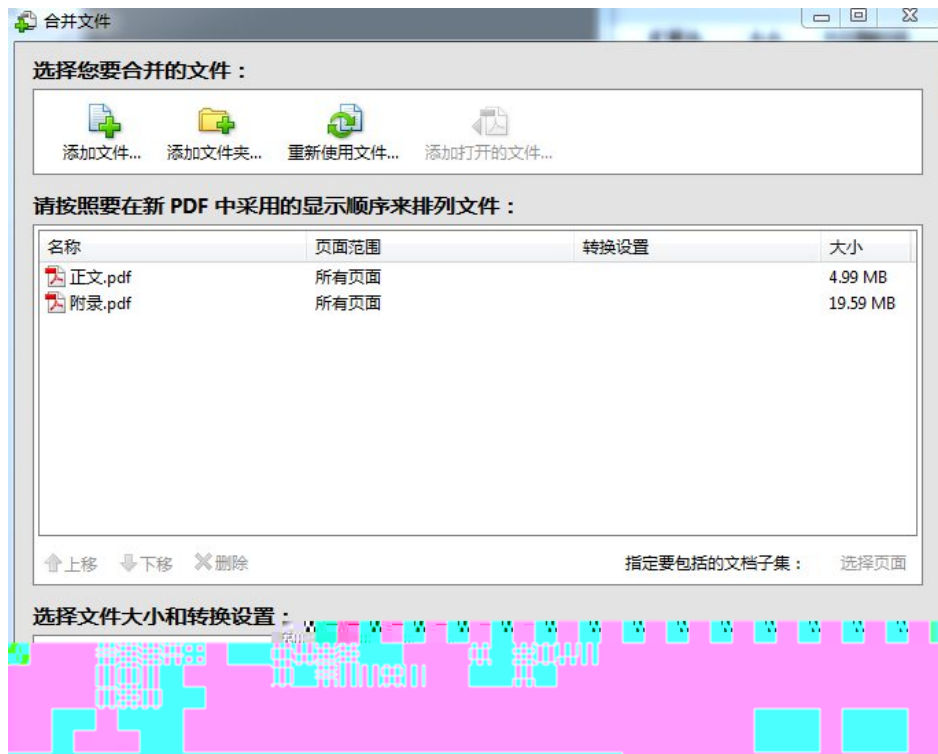 合并文件
选择您要合并的文件：
添加文件... 添加文件夹... 重新使用文件... 添加打开的文件...
请按照要在新 PDF 中采用的显示顺序来排列文件：
名称 页面范围 转换设置 大小
正文.pdf 所有页面 4.99 MB
附录.pdf 所有页面 19.59 MB
上移 下移 删除 指定要包括的文档子集： 选择页面
选择文件大小和转换设置：